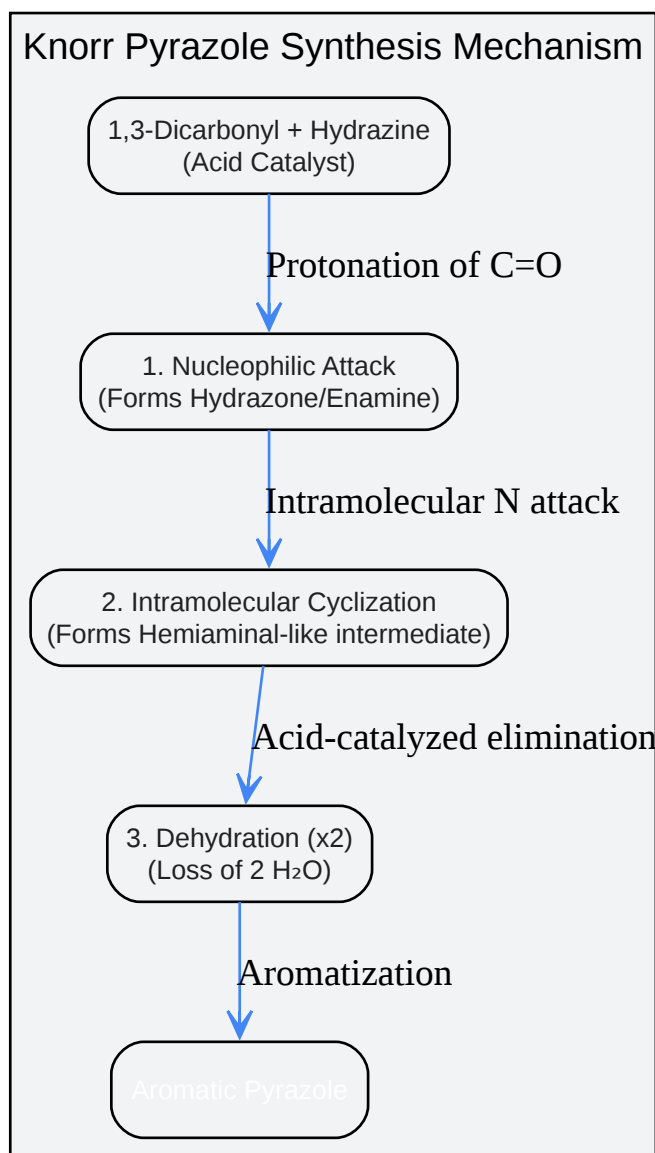 Knorr Pyrazole Synthesis Mechanism
1,3-Dicarbonyl + Hydrazine
(Acid Catalyst)
Protonation of C=O
1. Nucleophilic Attack
(Forms Hydrazone/Enamine)
Intramolecular N attack
2. Intramolecular Cyclization
(Forms Hemiaminal-like intermediate)
Acid-catalyzed elimination
3. Dehydration (x2)
(Loss of 2 H₂O)
Aromatization
Aromatic Pyrazole